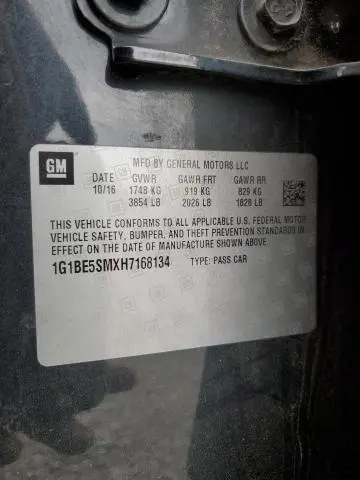 GM
MFD BY GENERAL MOTORS LLC
DATE GVWR GAWR FRT GAWR RR
10/16 1748 KG 919 KG 829 KG
3854 LB 2026 LB 1828 LB
THIS VEHICLE CONFORMS TO ALL APPLICABLE U.S. FEDERAL MOTOR
VEHICLE SAFETY, BUMPER, AND THEFT PREVENTION STANDARDS IN
EFFECT ON THE DATE OF MANUFACTURE SHOWN ABOVE.
1G1BE5SMXH7168134 TYPE: PASS CAR